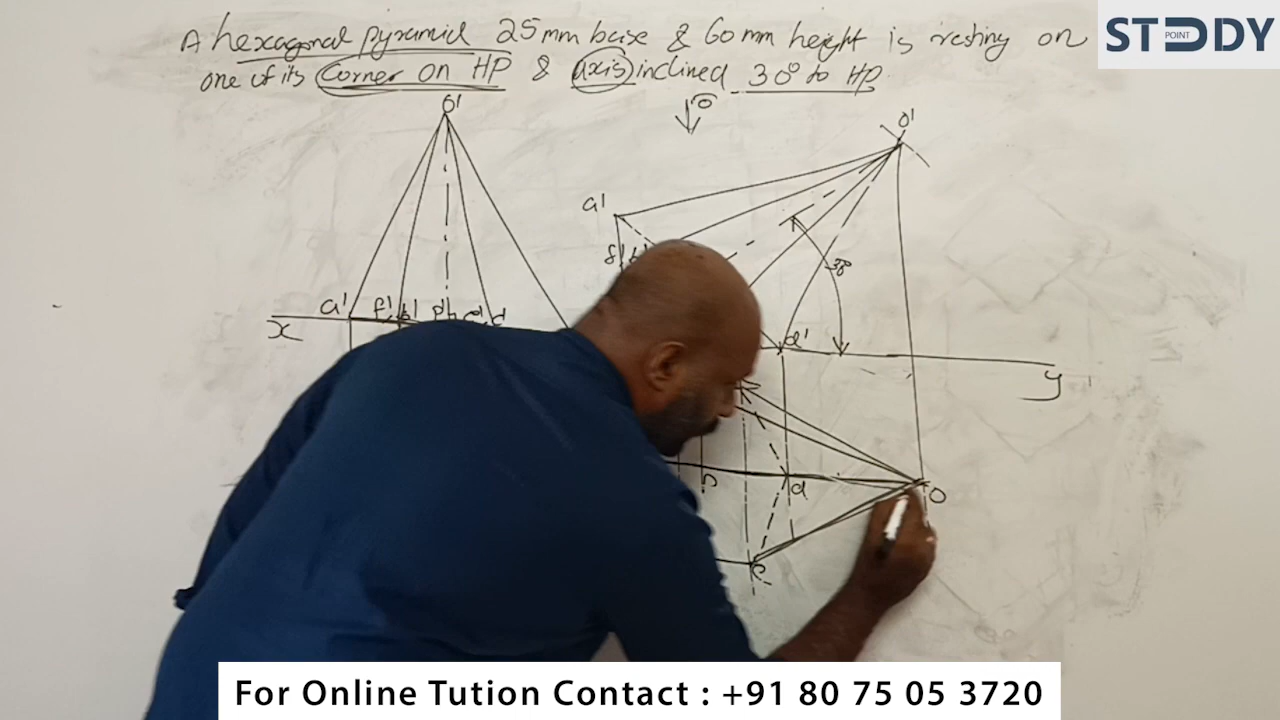 STUDY
POINT
A hexagonal pyramid 25mm base & 60mm height is resting on
one of its Corner on HP & axis inclined 30° to HP.
o'
o'
a'
a'
d'
30°
x
y
d
o
c
For Online Tution Contact : +91 80 75 05 3720